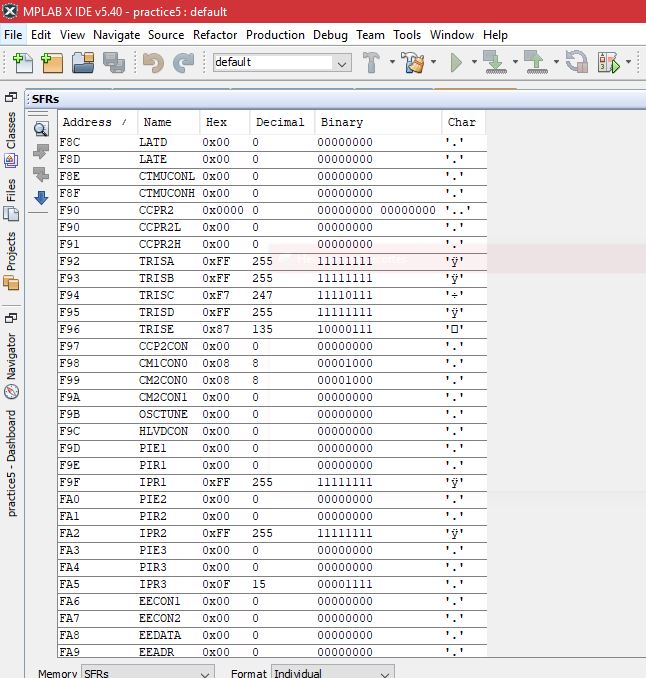 MPLAB X IDE v5.40 - practice5 : default
File Edit View Navigate Source Refactor Production Debug Team Tools Window Help
default
SFRs
Classes
Files
Projects
Navigator
practice5 - Dashboard
Address / Name Hex Decimal Binary Char
F8C LATD 0x00 0 00000000 '.'
F8D LATE 0x00 0 00000000 '.'
F8E CTMUCONL 0x00 0 00000000 '.'
F8F CTMUCONH 0x00 0 00000000 '.'
F90 CCPR2 0x0000 0 00000000 00000000 '..'
F90 CCPR2L 0x00 0 00000000 '.'
F91 CCPR2H 0x00 0 00000000 '.'
F92 TRISA 0xFF 255 11111111 'ÿ'
F93 TRISB 0xFF 255 11111111 'ÿ'
F94 TRISC 0xF7 247 11110111 '÷'
F95 TRISD 0xFF 255 11111111 'ÿ'
F96 TRISE 0x87 135 10000111 '□'
F97 CCP2CON 0x00 0 00000000 '.'
F98 CM1CON0 0x08 8 00001000 '.'
F99 CM2CON0 0x08 8 00001000 '.'
F9A CM2CON1 0x00 0 00000000 '.'
F9B OSCTUNE 0x00 0 00000000 '.'
F9C HLVDCON 0x00 0 00000000 '.'
F9D PIE1 0x00 0 00000000 '.'
F9E PIR1 0x00 0 00000000 '.'
F9F IPR1 0xFF 255 11111111 'ÿ'
FA0 PIE2 0x00 0 00000000 '.'
FA1 PIR2 0x00 0 00000000 '.'
FA2 IPR2 0xFF 255 11111111 'ÿ'
FA3 PIE3 0x00 0 00000000 '.'
FA4 PIR3 0x00 0 00000000 '.'
FA5 IPR3 0x0F 15 00001111 '.'
FA6 EECON1 0x00 0 00000000 '.'
FA7 EECON2 0x00 0 00000000 '.'
FA8 EEDATA 0x00 0 00000000 '.'
FA9 EEADR 0x00 0 00000000 '.'
Memory SFRs Format Individual